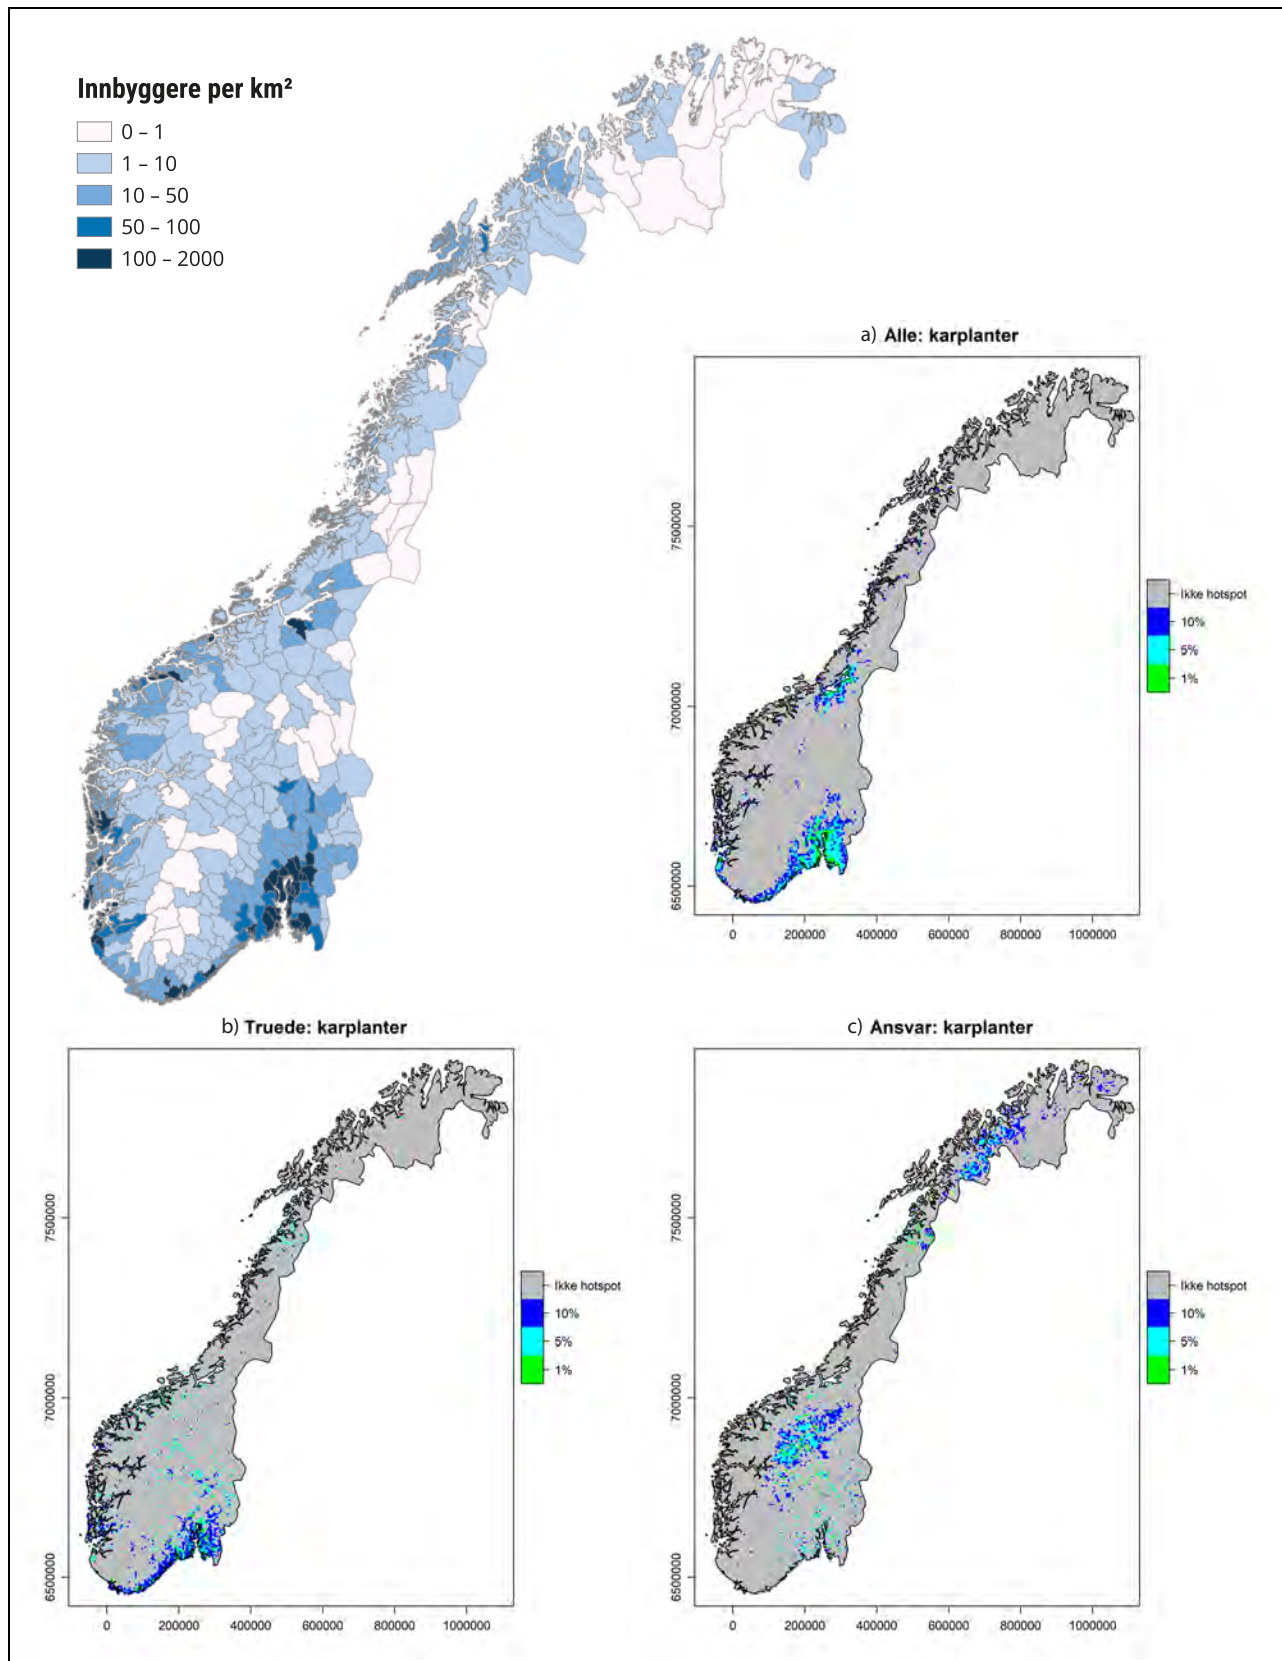 Innbyggere per km²
0 – 1
1 – 10
10 – 50
50 – 100
100 – 2000
a) Alle: karplanter
7500000
7000000
6500000
0 200000 400000 600000 800000 1000000
Ikke hotspot
10%
5%
1%
b) Truede: karplanter
7500000
7000000
6500000
0 200000 400000 600000 800000 1000000
Ikke hotspot
10%
5%
1%
c) Ansvar: karplanter
7500000
7000000
6500000
0 200000 400000 600000 800000 1000000
Ikke hotspot
10%
5%
1%